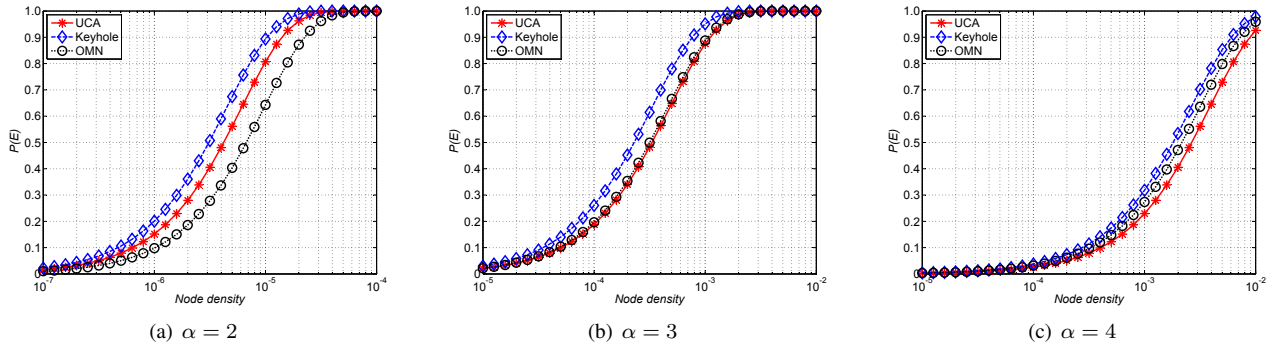 1.0
0.9
0.8
0.7
0.6
0.5
0.4
0.3
0.2
0.1
0
P(E)
UCA
Keyhole
OMN
10^-7
10^-6
10^-5
10^-4
Node density
(a) α = 2
1.0
0.9
0.8
0.7
0.6
0.5
0.4
0.3
0.2
0.1
0
P(E)
UCA
Keyhole
OMN
10^-5
10^-4
10^-3
10^-2
Node density
(b) α = 3
1.0
0.9
0.8
0.7
0.6
0.5
0.4
0.3
0.2
0.1
0
P(E)
UCA
Keyhole
OMN
10^-5
10^-4
10^-3
10^-2
Node density
(c) α = 4